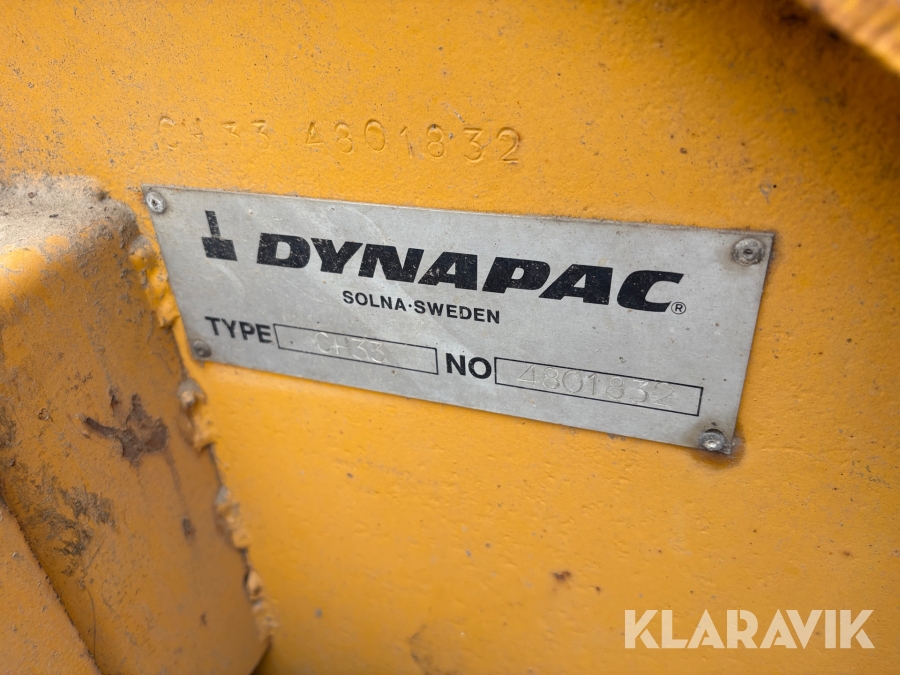 CH33 4801832
DYNAPAC®
SOLNA·SWEDEN
TYPE CH33 NO 4801832
KLARAVIK